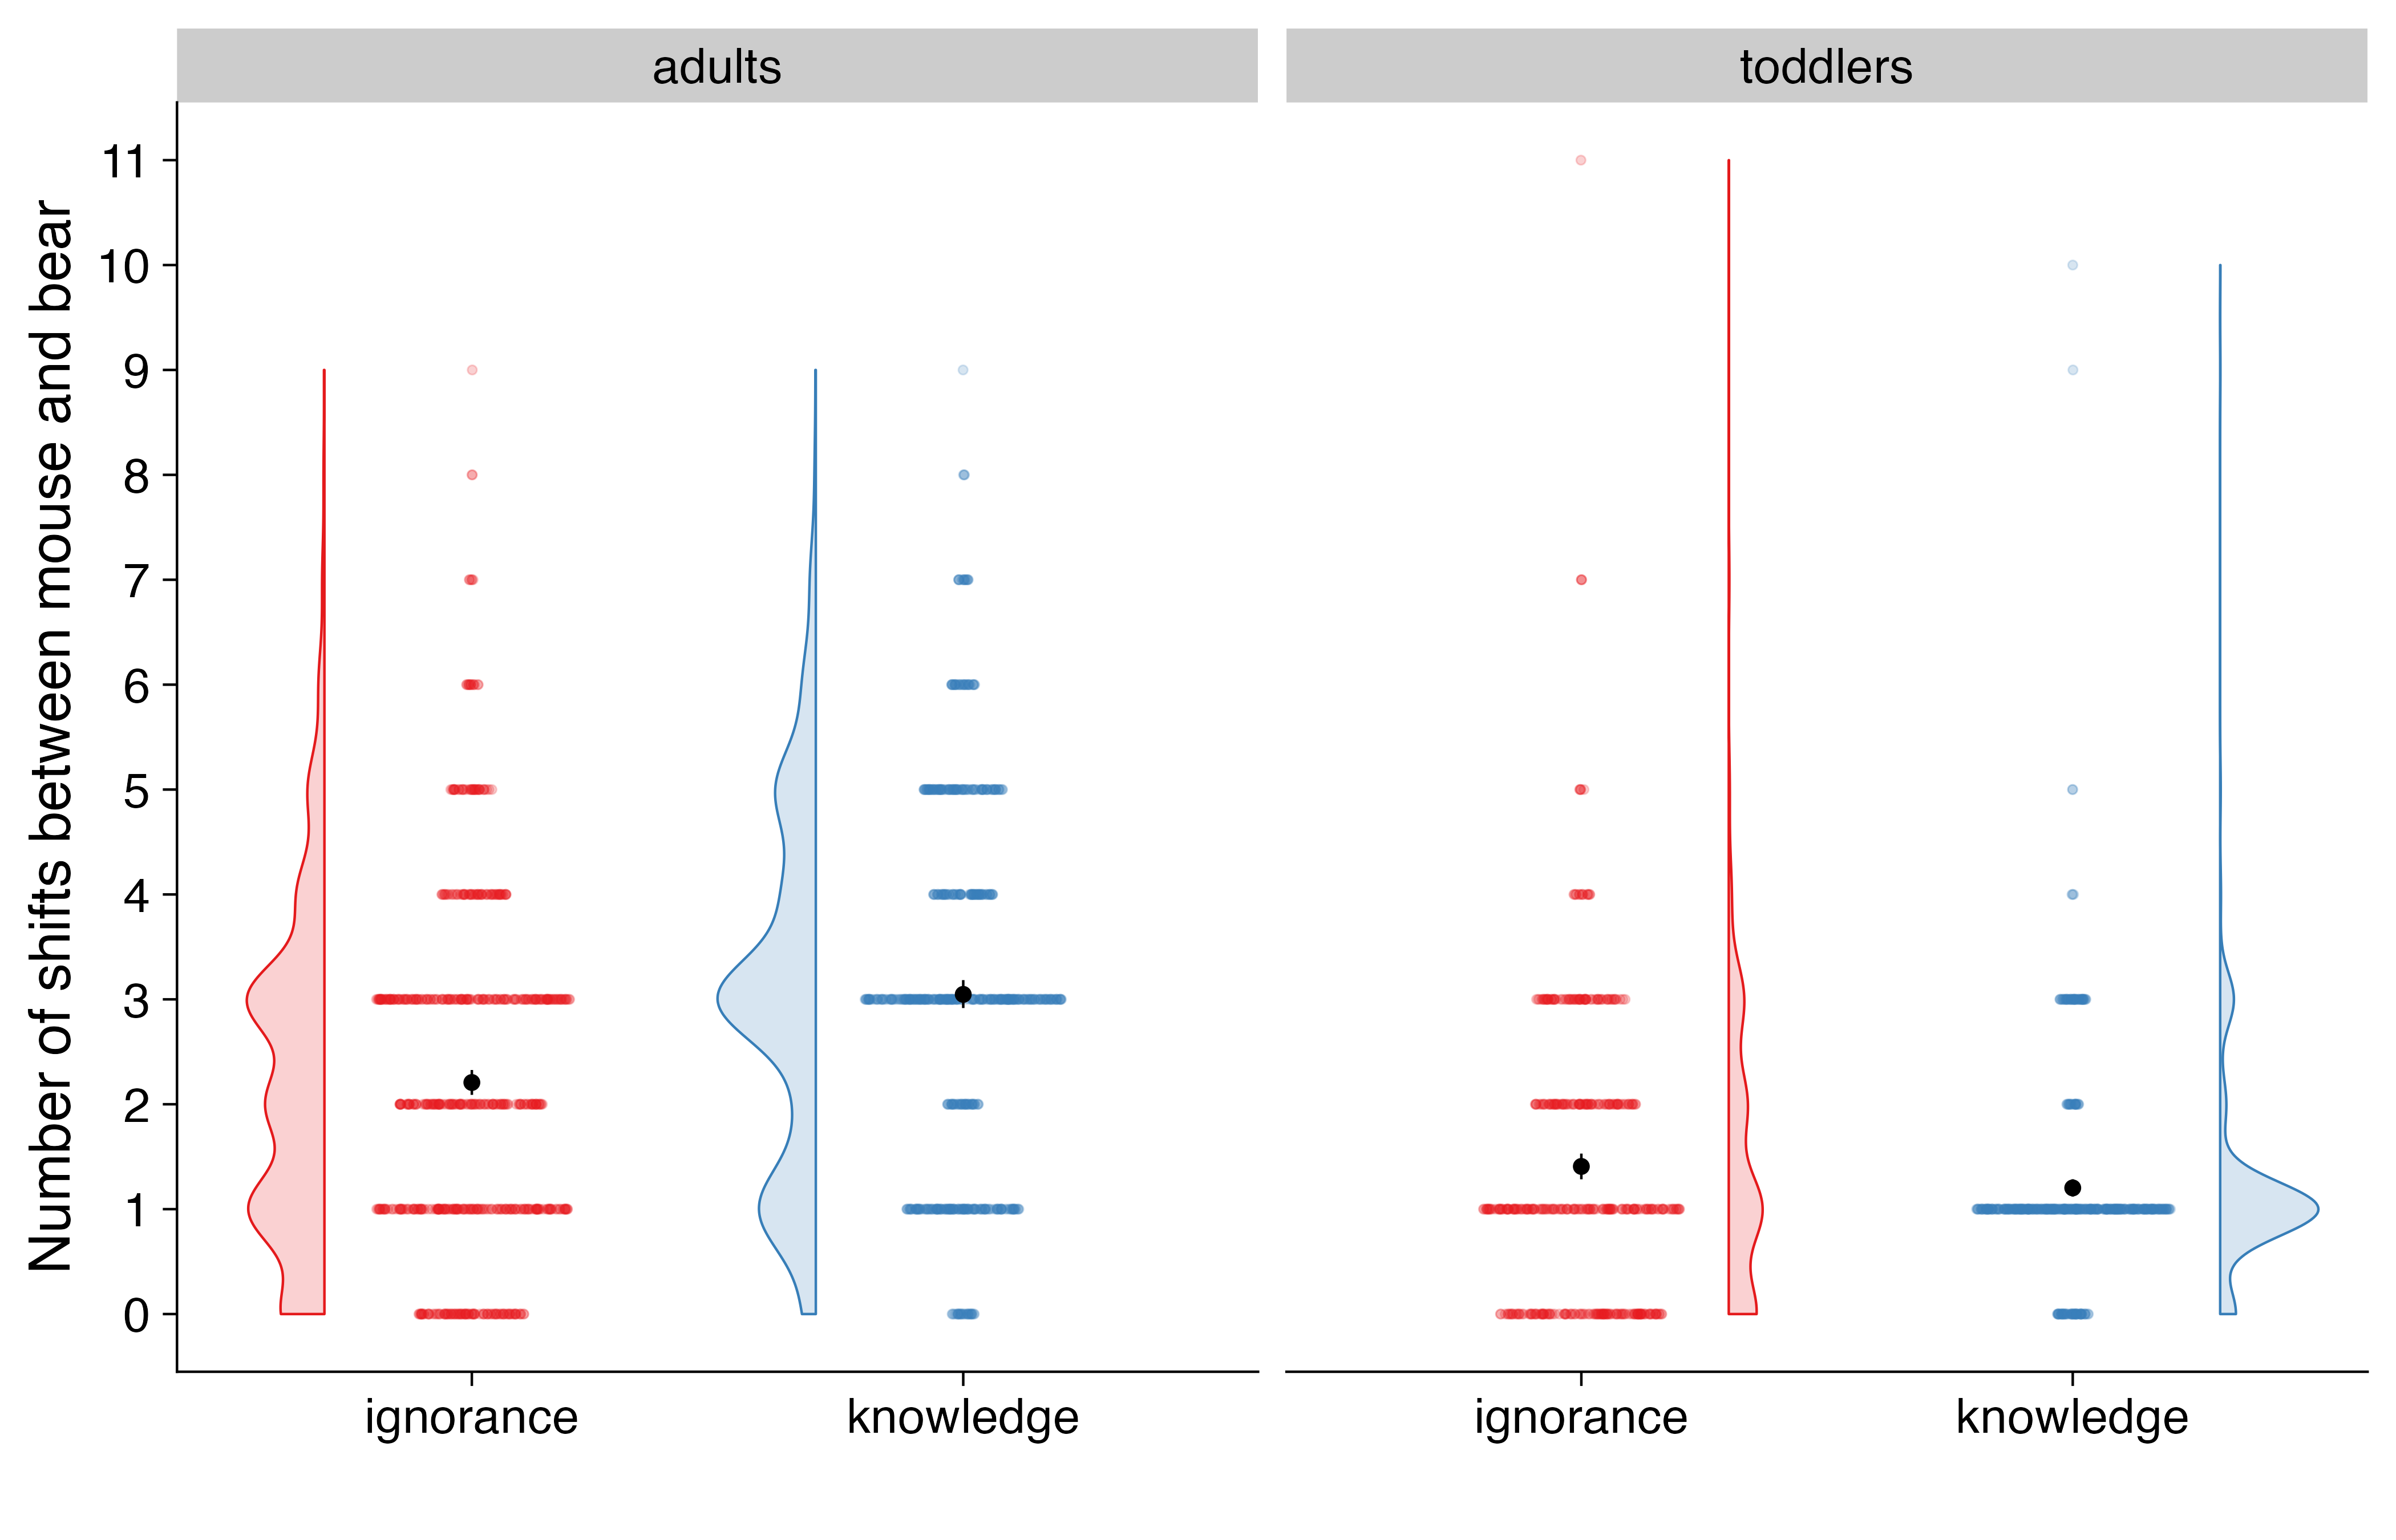 adults
toddlers
Number of shifts between mouse and bear
11
10
9
8
7
6
5
4
3
2
1
0
ignorance
knowledge
ignorance
knowledge